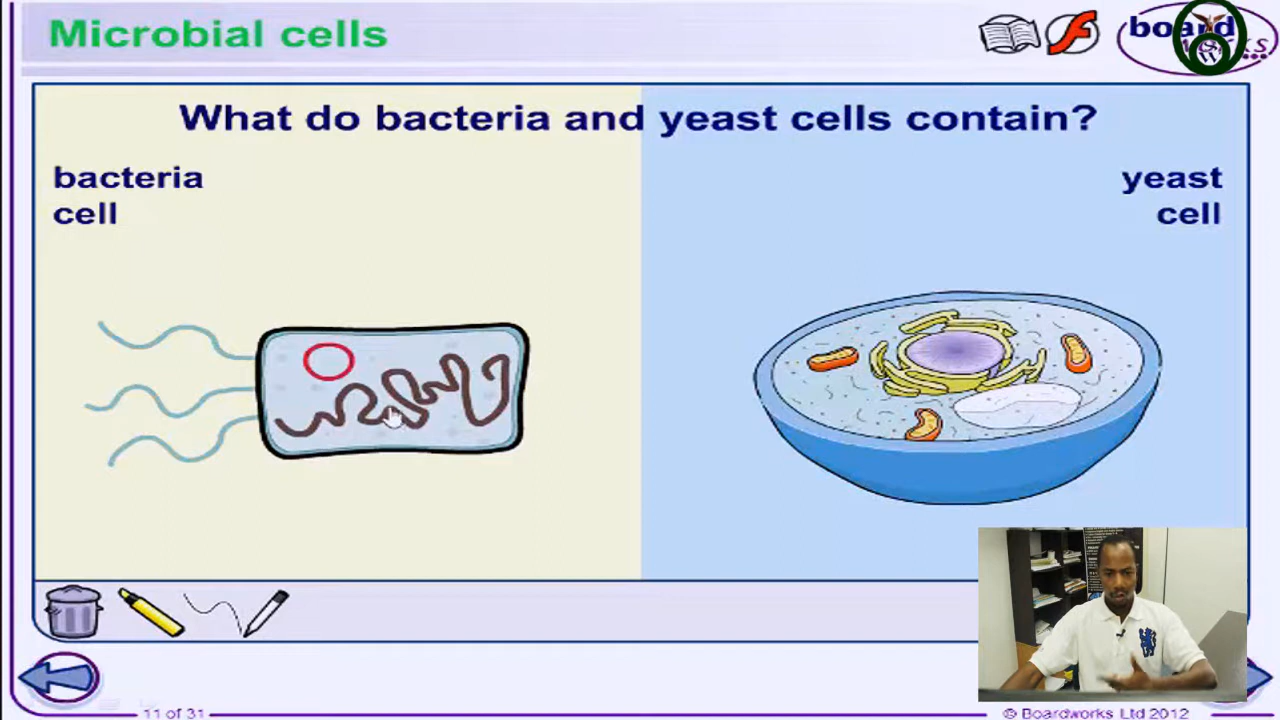 Microbial cells
board
What do bacteria and yeast cells contain?
bacteria
cell
yeast
cell
11 of 31
© Boardworks Ltd 2012